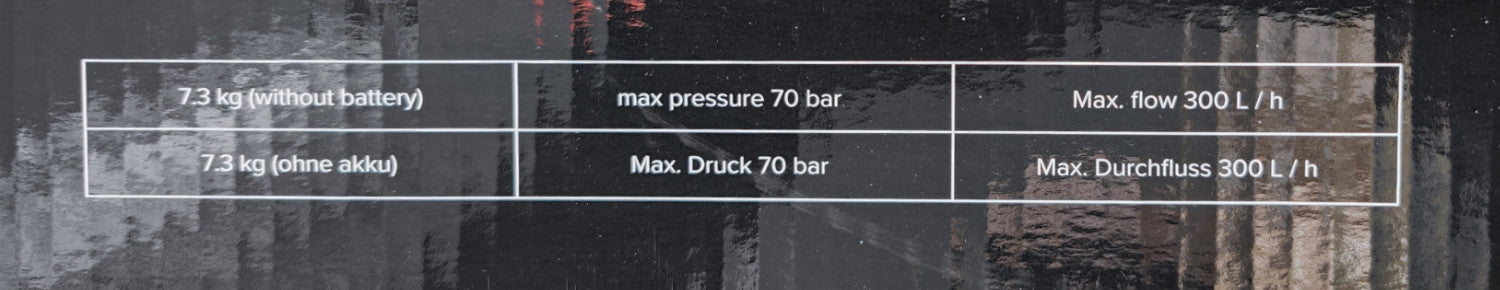 7.3 kg (without battery) max pressure 70 bar Max. flow 300 L / h
7.3 kg (ohne akku) Max. Druck 70 bar Max. Durchfluss 300 L / h